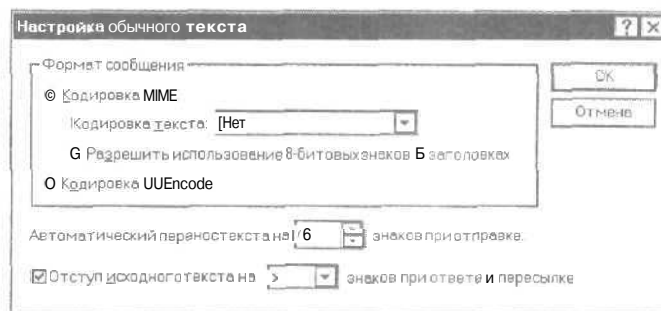 Настройка обычного текста
Формат сообщения
© Кодировка MIME
Кодировка текста: [Нет
G Разрешить использование 8-битовых знаков Б заголовках
О Кодировка UUEncode
Автоматический перенос текста на 6 знаков при отправке.
Отступ исходного текста на > знаков при ответе и пересылке
OK
Отмена